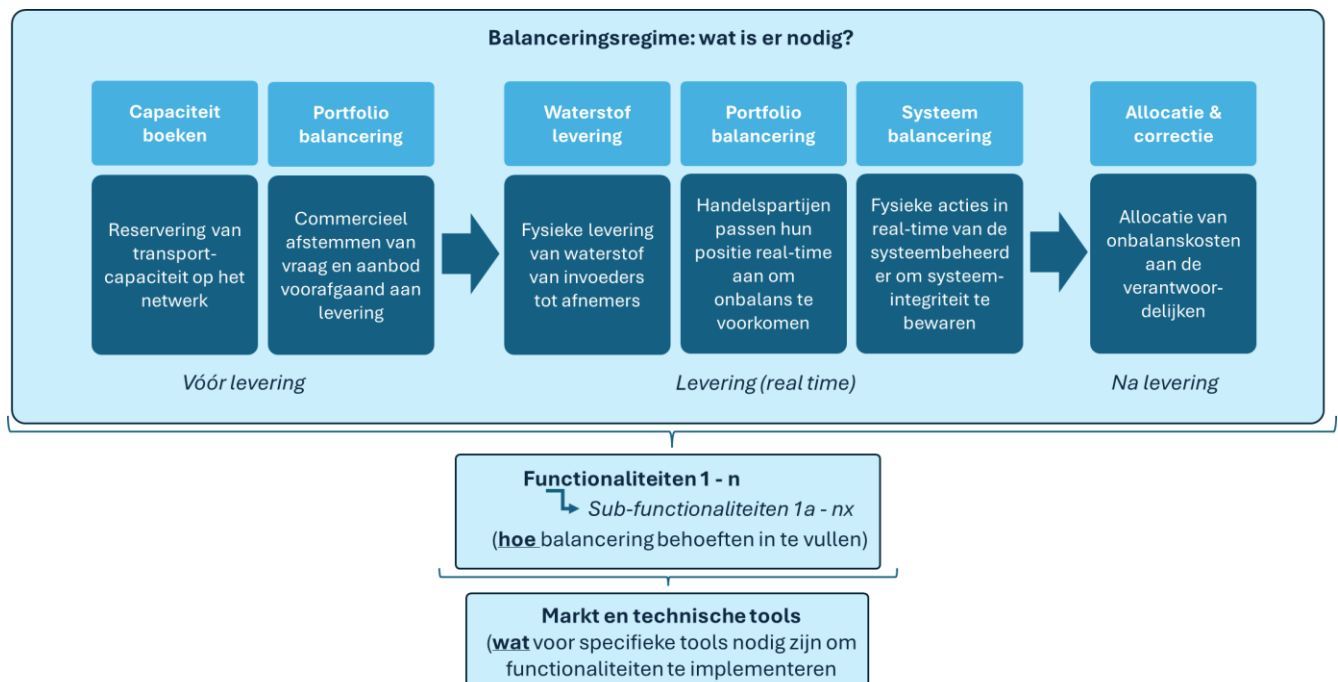 Balanceringsregime: wat is er nodig?
Capaciteit
boeken
Portfolio
balancering
Waterstof
levering
Portfolio
balancering
Systeem
balancering
Allocatie &
correctie
Reservering van
transport-
capaciteit op het
netwerk
Commercieel
afstemmen van
vraag en aanbod
voorafgaand aan
levering
Fysieke levering
van waterstof
van invoeders
tot afnemers
Handelspartijen
passen hun
positie real-time
aan om
onbalans te
voorkomen
Fysieke acties in
real-time van de
systeembeheerd
er om systeem-
integriteit te
bewaren
Allocatie van
onbalanskosten
aan de
verantwoor-
delijken
Vóór levering
Levering (real time)
Na levering
Functionaliteiten 1 - n
Sub-functionaliteiten 1a - nx
(hoe balancering behoeften in te vullen)
Markt en technische tools
(wat voor specifieke tools nodig zijn om
functionaliteiten te implementeren